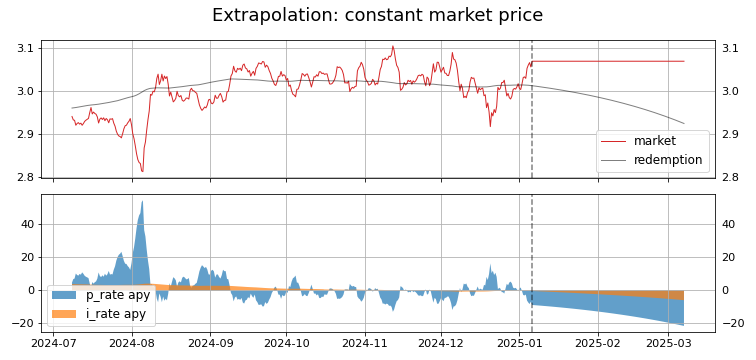 Extrapolation: constant market price
3.1 3.1
3.0 3.0
2.9 2.9
2.8 2.8
market
redemption
40 40
20 20
0 0
−20 −20
p_rate apy
i_rate apy
2024-07 2024-08 2024-09 2024-10 2024-11 2024-12 2025-01 2025-02 2025-03